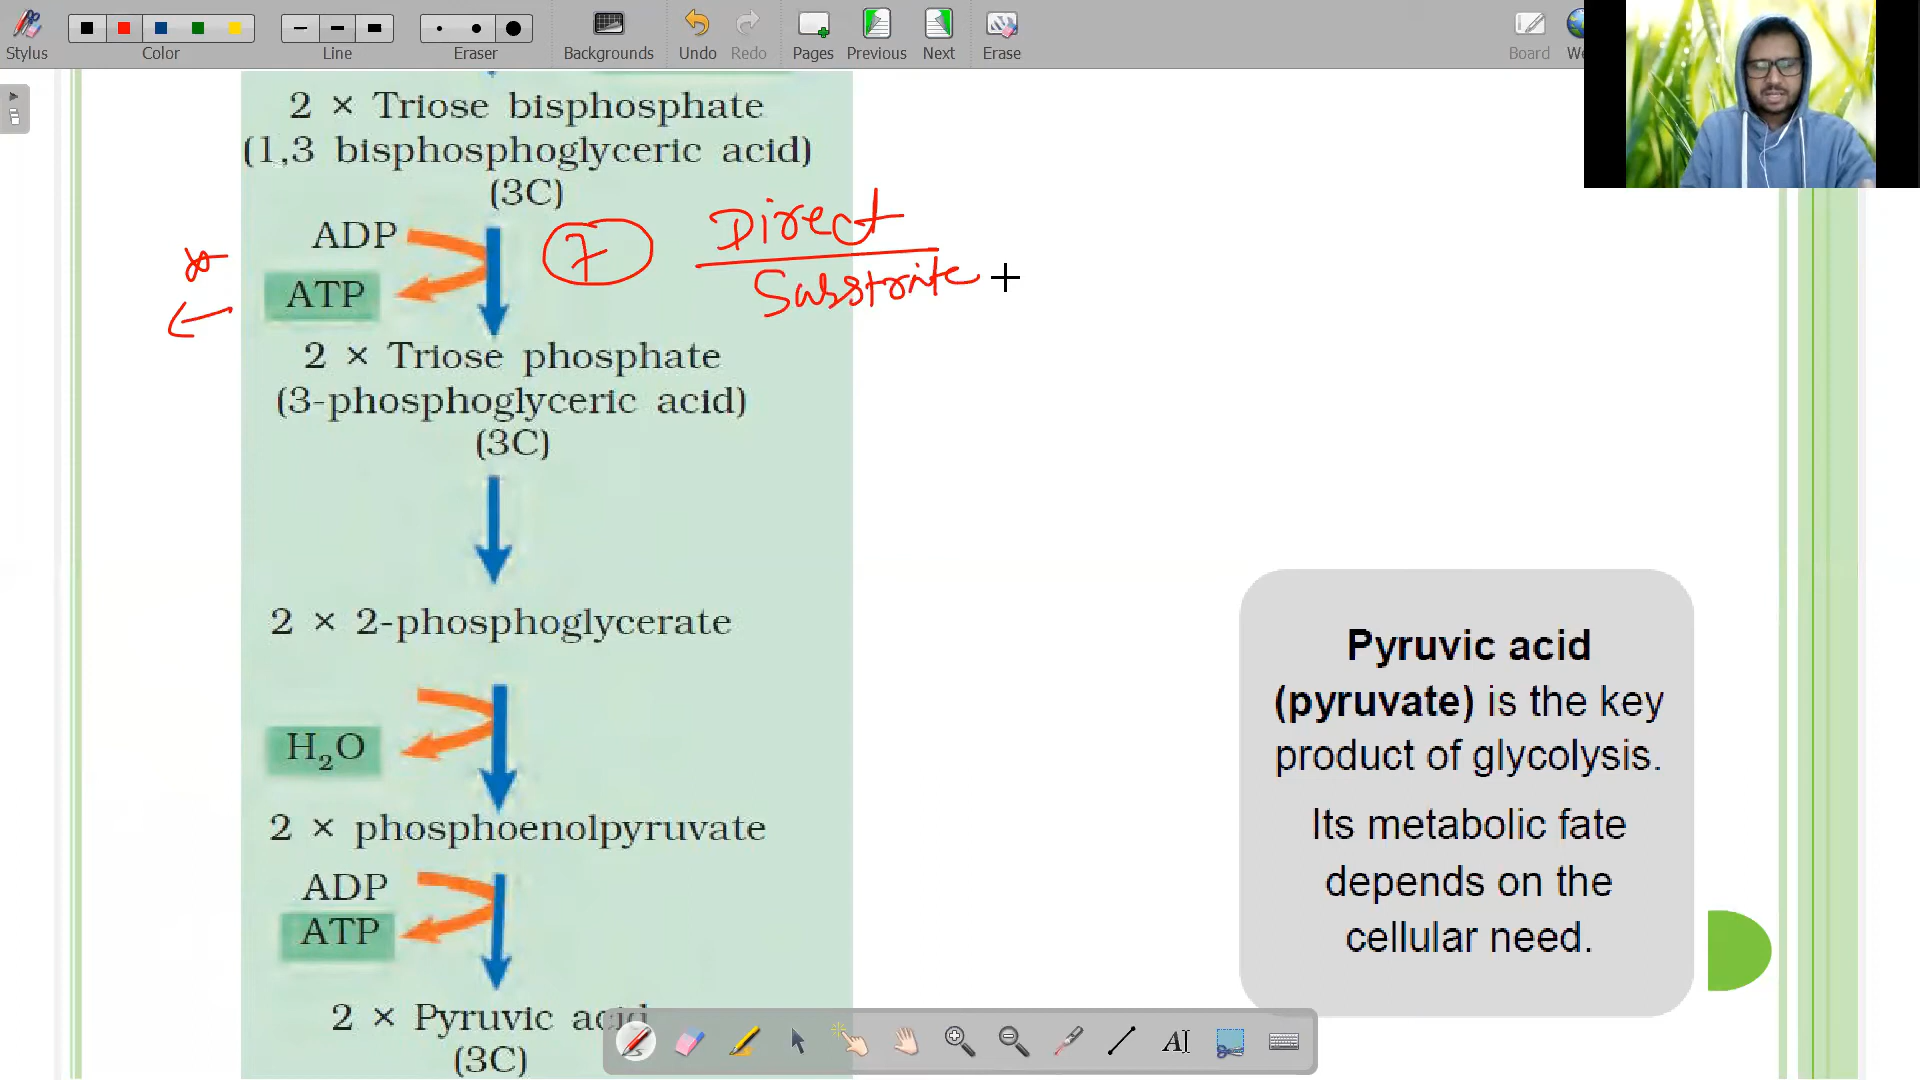 Stylus
Color
Line
Eraser
Backgrounds
Undo
Redo
Pages
Previous
Next
Erase
Board
We
2 × Triose bisphosphate
(1,3 bisphosphoglyceric acid)
(3C)
ADP
ATP
7
Direct
Substrate
2 × Triose phosphate
(3-phosphoglyceric acid)
(3C)
2 × 2-phosphoglycerate
H₂O
2 × phosphoenolpyruvate
ADP
ATP
2 × Pyruvic acid
(3C)
Pyruvic acid
(pyruvate) is the key
product of glycolysis.
Its metabolic fate
depends on the
cellular need.
AI